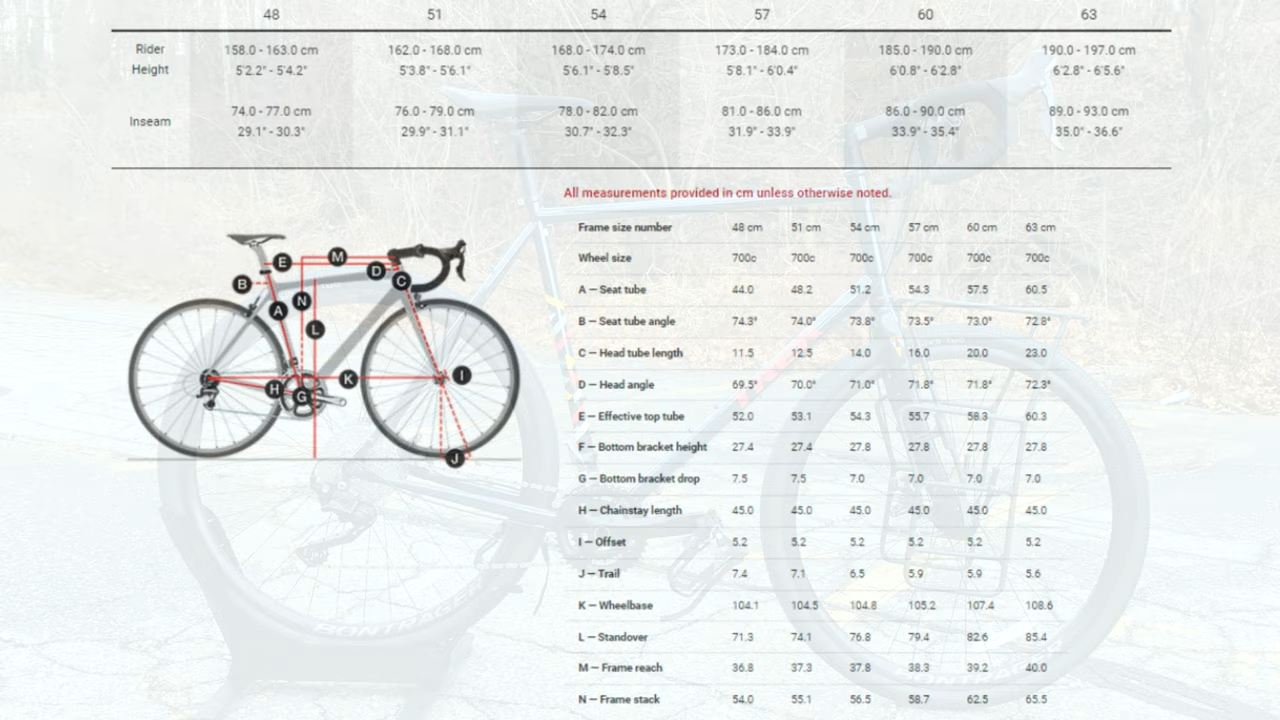 48 51 54 57 60 63
Rider Height 158.0 - 163.0 cm 162.0 - 168.0 cm 168.0 - 174.0 cm 173.0 - 184.0 cm 185.0 - 190.0 cm 190.0 - 197.0 cm
5'2.2" - 5'4.2" 5'3.8" - 5'6.1" 5'6.1" - 5'8.5" 5'8.1" - 6'0.4" 6'0.8" - 6'2.8" 6'2.8" - 6'5.6"
Inseam 74.0 - 77.0 cm 76.0 - 79.0 cm 78.0 - 82.0 cm 81.0 - 86.0 cm 86.0 - 90.0 cm 89.0 - 93.0 cm
29.1" - 30.3" 29.9" - 31.1" 30.7" - 32.3" 31.9" - 33.9" 33.9" - 35.4" 35.0" - 36.6"
All measurements provided in cm unless otherwise noted.
E M D C B A N L K I H G J
Frame size number 48 cm 51 cm 54 cm 57 cm 60 cm 63 cm
Wheel size 700c 700c 700c 700c 700c 700c
A – Seat tube 44.0 48.2 51.2 54.3 57.5 60.5
B – Seat tube angle 74.3° 74.0° 73.8° 73.5° 73.0° 72.8°
C – Head tube length 11.5 12.5 14.0 16.0 20.0 23.0
D – Head angle 69.5° 70.0° 71.0° 71.8° 71.8° 72.3°
E – Effective top tube 52.0 53.1 54.3 55.7 58.3 60.3
F – Bottom bracket height 27.4 27.4 27.8 27.8 27.8 27.8
G – Bottom bracket drop 7.5 7.5 7.0 7.0 7.0 7.0
H – Chainstay length 45.0 45.0 45.0 45.0 45.0 45.0
I – Offset 5.2 5.2 5.2 5.2 5.2 5.2
J – Trail 7.4 7.1 6.5 5.9 5.9 5.6
K – Wheelbase 104.1 104.5 104.8 105.2 107.4 108.6
L – Standover 71.3 74.1 76.8 79.4 82.6 85.4
M – Frame reach 36.8 37.3 37.8 38.3 39.2 40.0
N – Frame stack 54.0 55.1 56.5 58.7 62.5 65.5
BONTRAGER